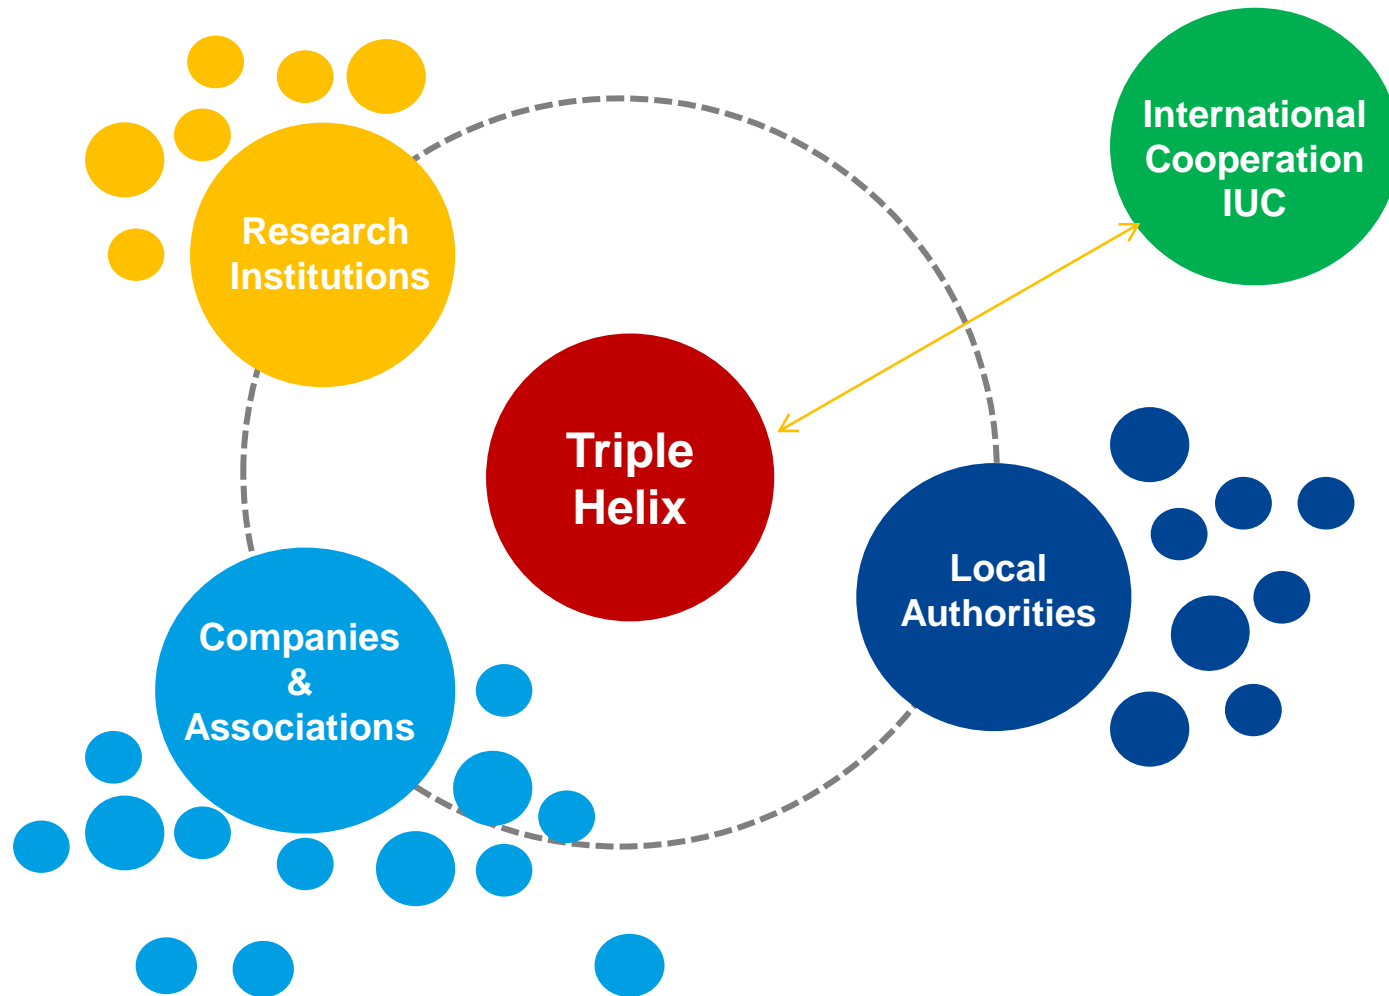 International
Cooperation
IUC
Research
Institutions
Triple
Helix
Local
Authorities
Companies
&
Associations